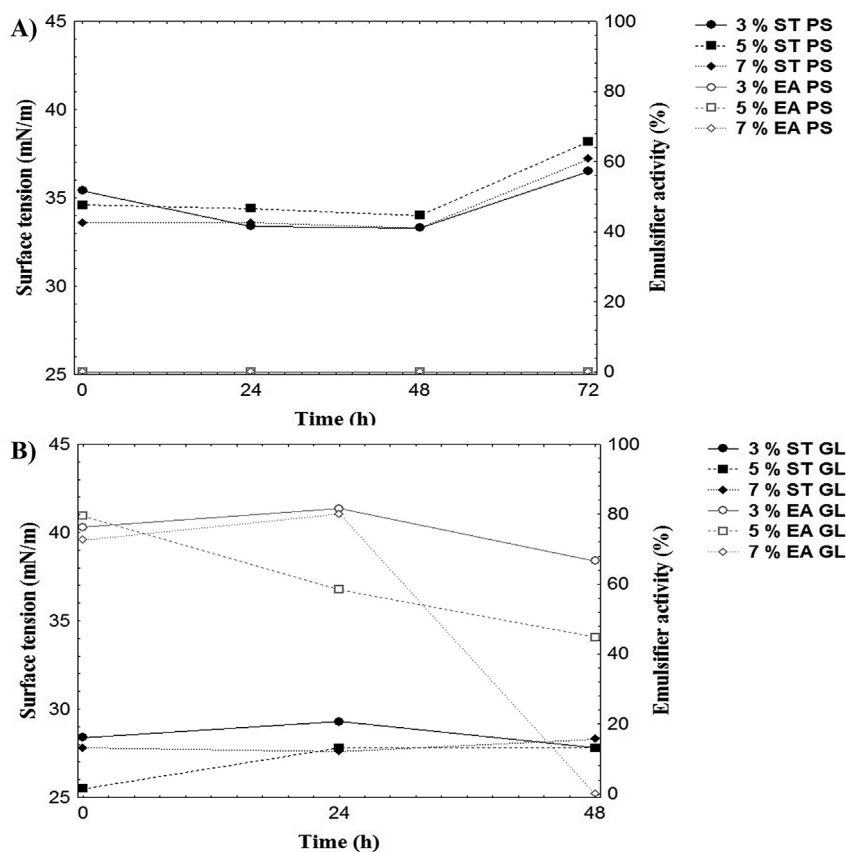 A)
45
40
35
30
25
Surface tension (mN/m)
0
24
48
72
Time (h)
100
80
60
40
20
0
Emulsifier activity (%)
3 % ST PS
5 % ST PS
7 % ST PS
3 % EA PS
5 % EA PS
7 % EA PS
B)
45
40
35
30
25
Surface tension (mN/m)
0
24
48
Time (h)
100
80
60
40
20
0
Emulsifier activity (%)
3 % ST GL
5 % ST GL
7 % ST GL
3 % EA GL
5 % EA GL
7 % EA GL